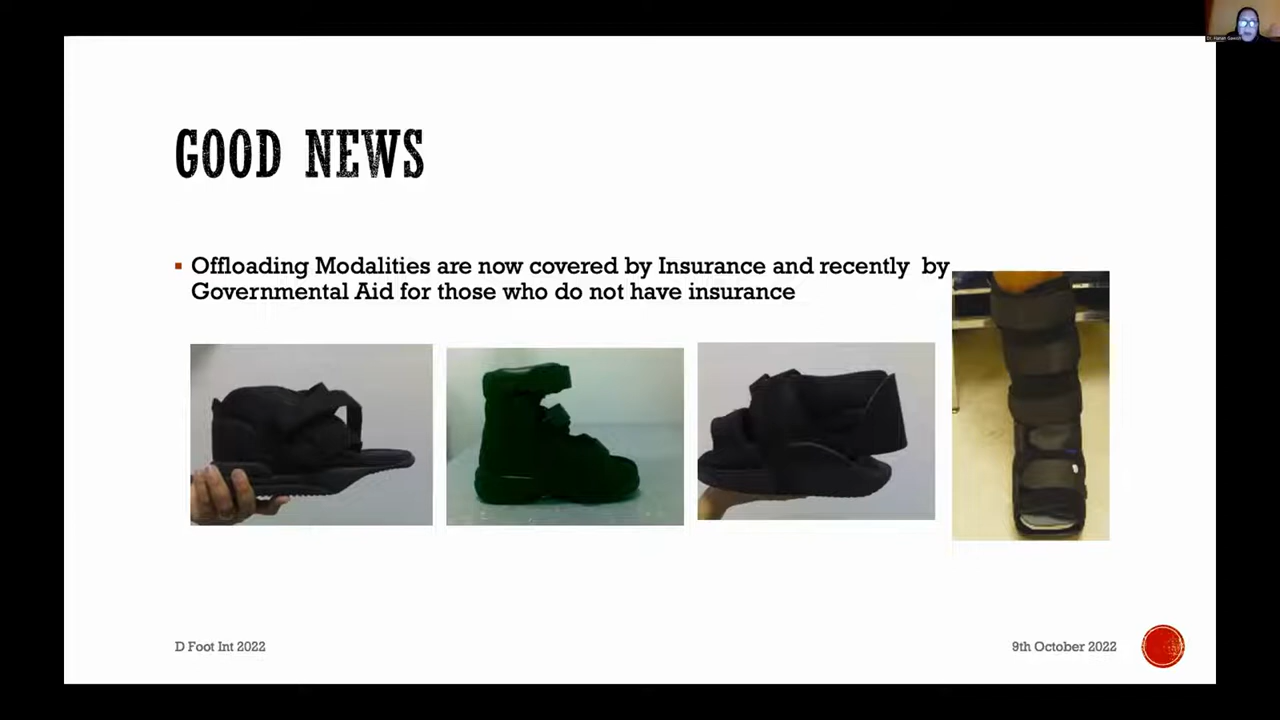 GOOD NEWS
Offloading Modalities are now covered by Insurance and recently by
Governmental Aid for those who do not have insurance
D Foot Int 2022
9th October 2022